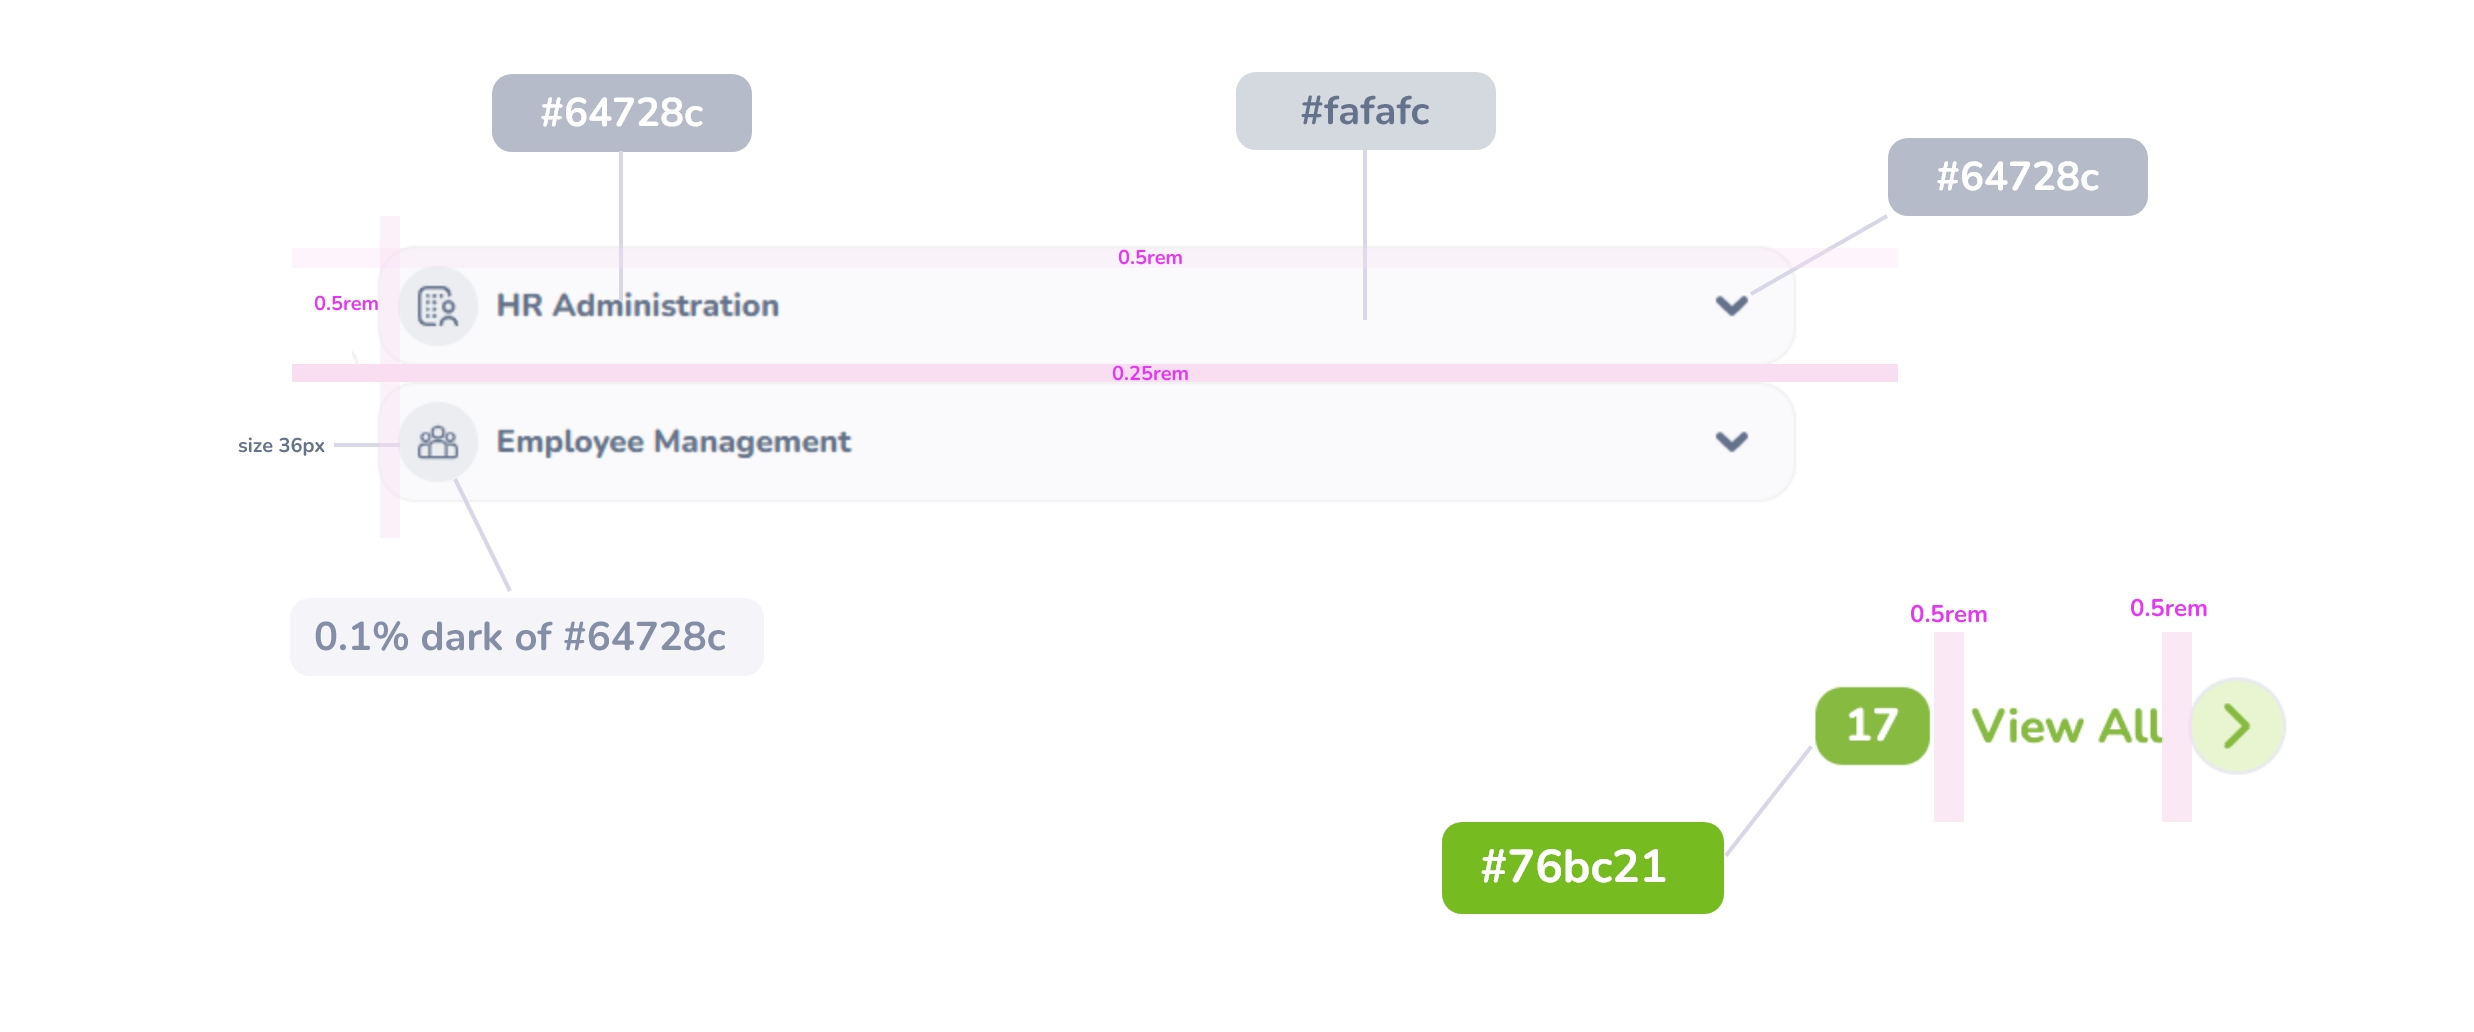 #64728c
#fafafc
#64728c
0.5rem
0.5rem
HR Administration
0.25rem
size 36px
Employee Management
0.1% dark of #64728c
0.5rem
0.5rem
17
View All
#76bc21